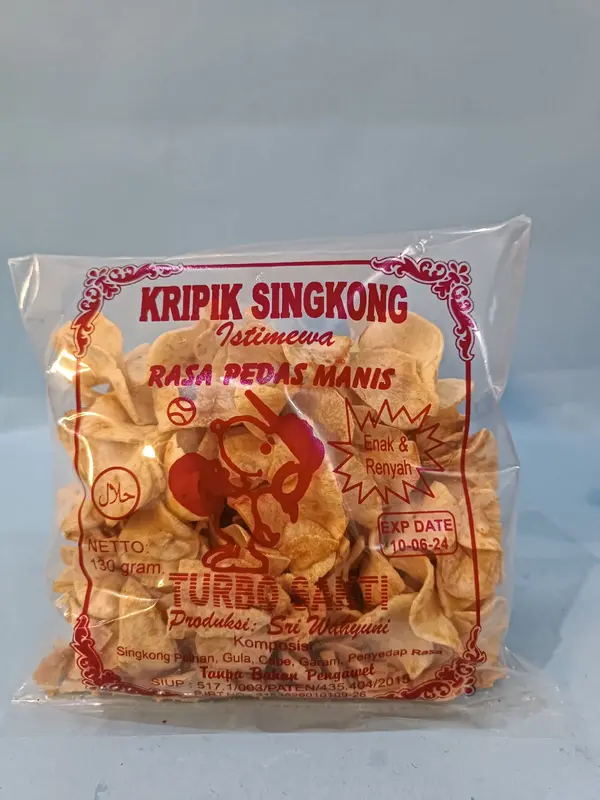 KRIPIK SINGKONG
Istimewa
RASA PEDAS MANIS
Enak &
Renyah
حلال
EXP DATE
10-06-24
NETTO:
130 gram.
TURBO SAKTI
Produksi: Sri Wahyuni
Komposisi
Singkong Pilihan, Gula, Cabe, Garam, Penyedap Rasa
Tanpa Bahan Pengawet
SIUP : 517.1/003/PATEN/435.404/2015